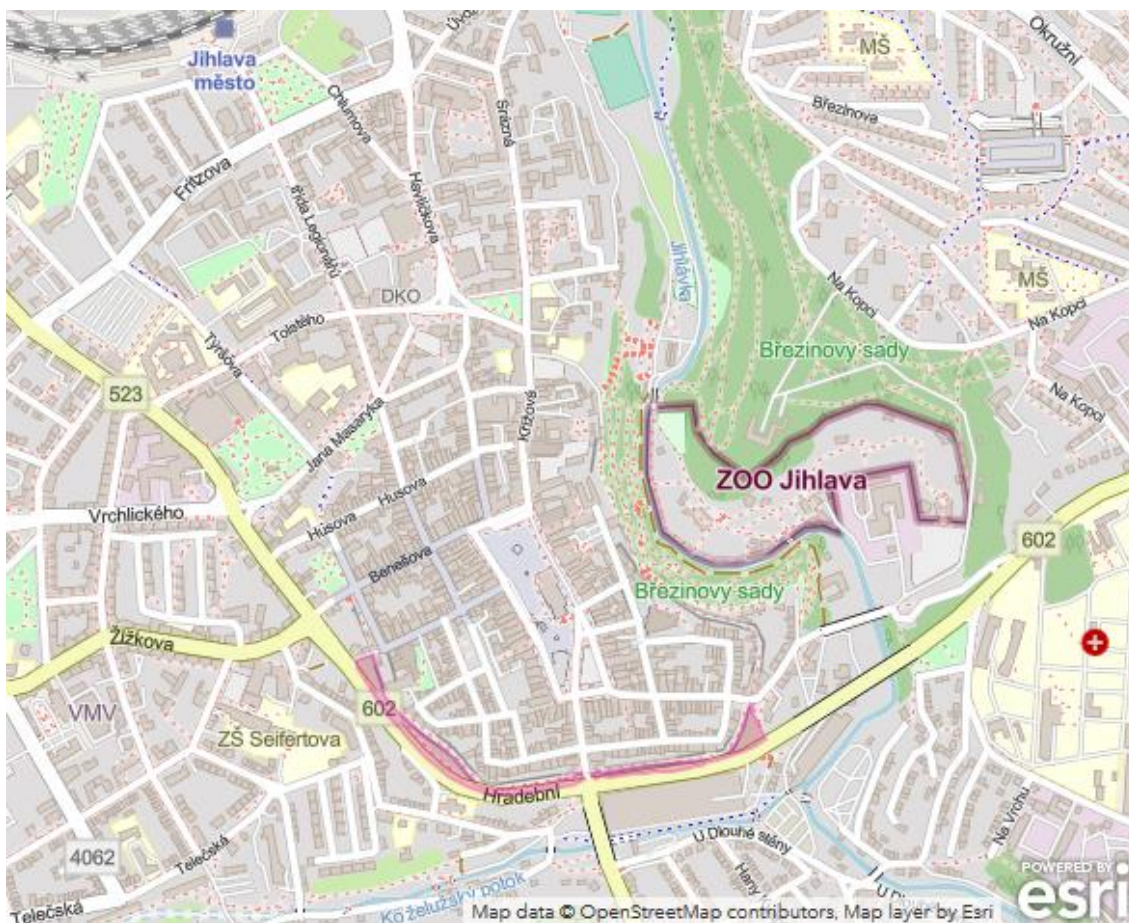 Jihlava
město
Úvoz
Okružní
MŠ
Chlumova
Srázná
Březinova
Fritzova
Havlíčkova
třída Legionářů
Jihlávka
MŠ
Na Kopci
Na Kopci
DKO
Tolstého
Tyršova
Březinovy sady
523
Křížová
Na Kopci
Jana Masaryka
ZOO Jihlava
Husova
Vrchlického
Husova
602
Benešova
Březinovy sady
Žižkova
VMV
602
ZŠ Seifertova
Hradební
Na Vrchu
U Dlouhé stěny
4062
Telečská
Hany
POWERED BY
esri
Telečská
Koželužský potok
Map data © OpenStreetMap contributors, Map layer by Esri